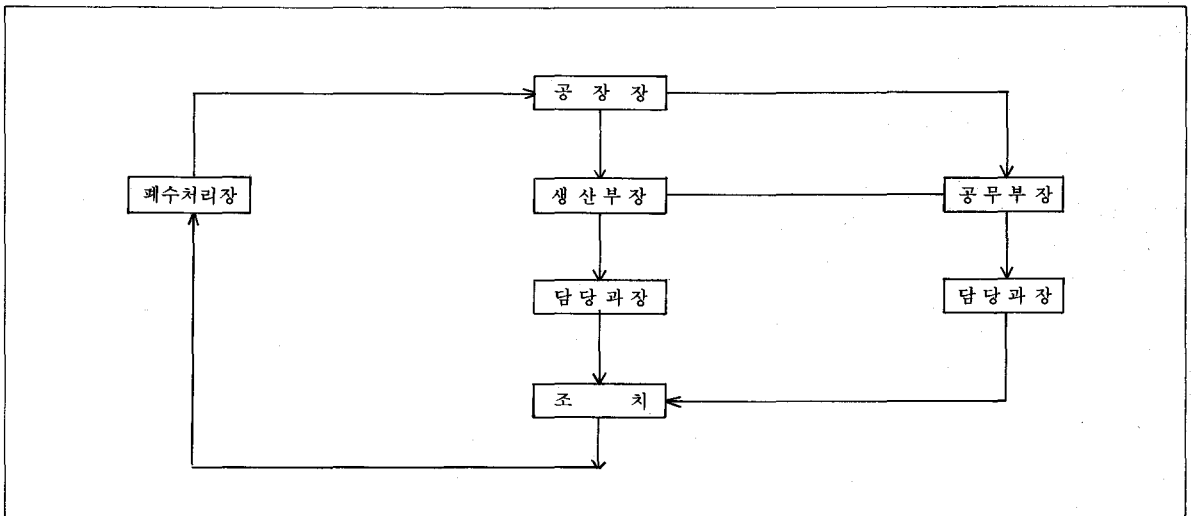 공 장 장
폐수처리장
생 산 부 장
공 무 부 장
담 당 과 장
담 당 과 장
조 치